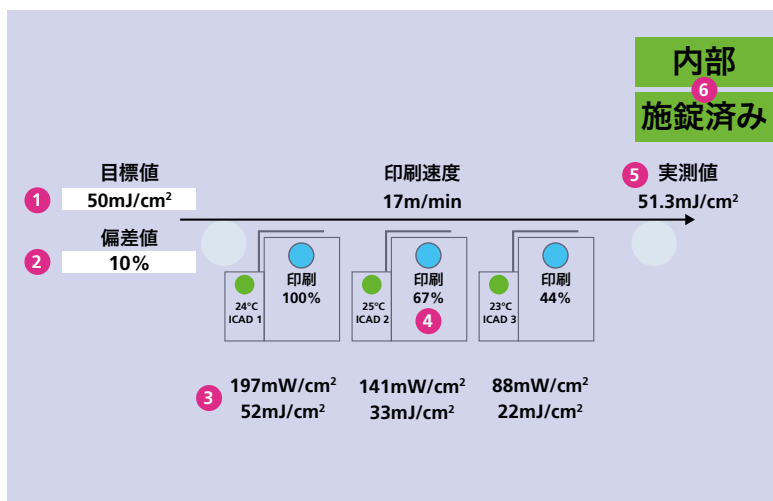 内部
6
施錠済み
目標値
印刷速度
5 実測値
1 50mJ/cm²
17m/min
51.3mJ/cm²
偏差値
2 10%
印刷
100%
24°C
ICAD 1
印刷
67%
25°C
ICAD 2
4
印刷
44%
23°C
ICAD 3
3 197mW/cm² 141mW/cm² 88mW/cm²
52mJ/cm² 33mJ/cm² 22mJ/cm²